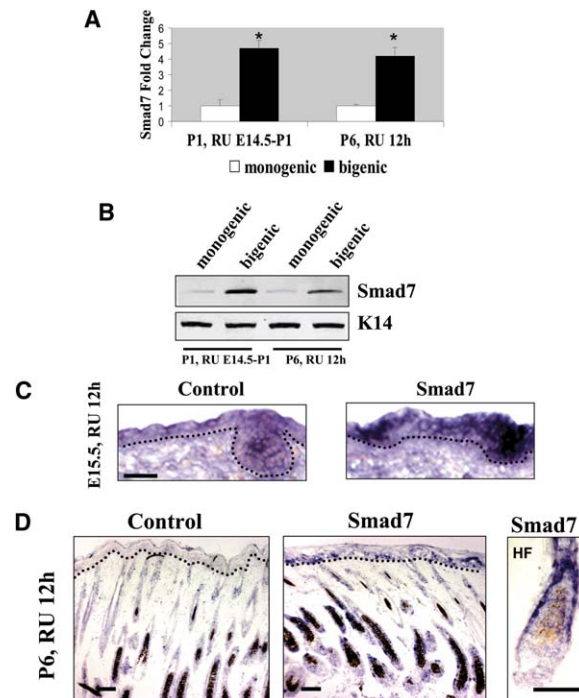 A
Smad7 Fold Change
6
5
4
3
2
1
0
*
*
P1, RU E14.5-P1
P6, RU 12h
monogenic
bigenic
B
monogenic
bigenic
monogenic
bigenic
Smad7
K14
P1, RU E14.5-P1
P6, RU 12h
C
Control
Smad7
E15.5, RU 12h
D
Control
Smad7
Smad7
P6, RU 12h
HF